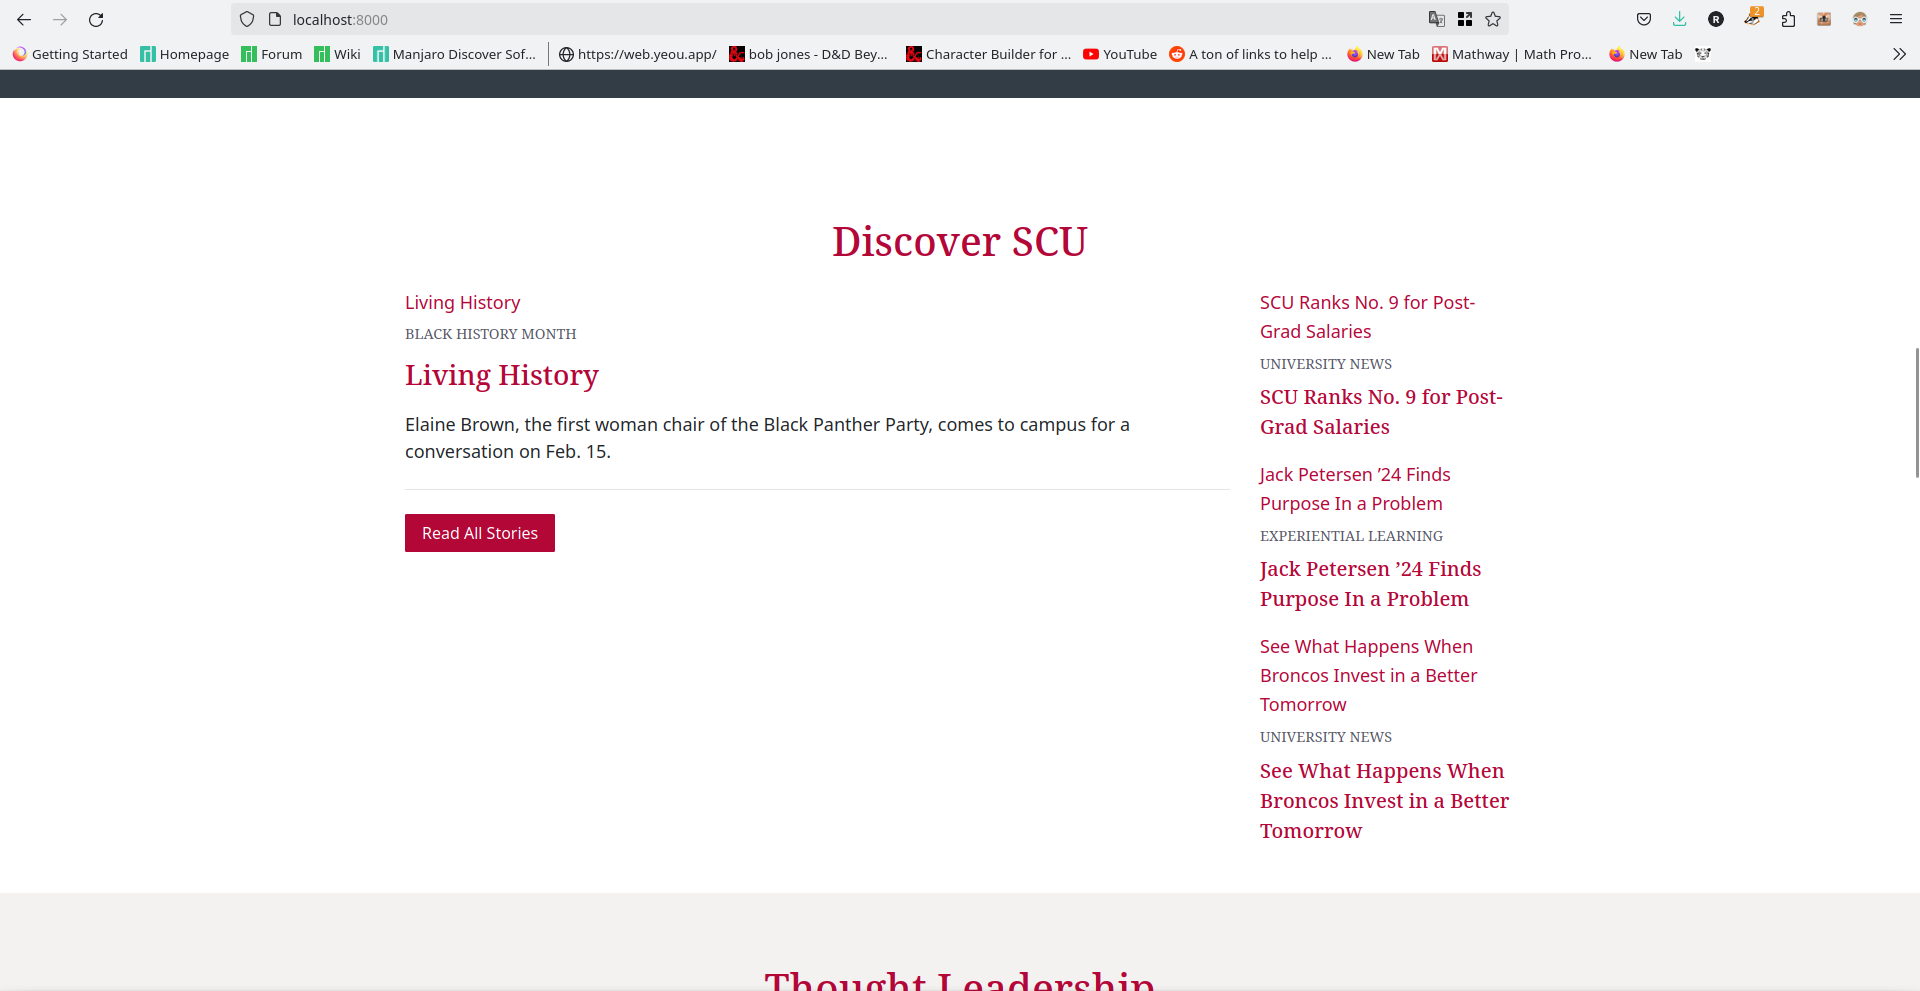 localhost:8000
2
Getting Started
Homepage
Forum
Wiki
Manjaro Discover Sof...
https://web.yeou.app/
bob jones - D&D Bey...
Character Builder for ...
YouTube
A ton of links to help ...
New Tab
Mathway | Math Pro...
New Tab
Discover SCU
Living History
BLACK HISTORY MONTH
Living History
Elaine Brown, the first woman chair of the Black Panther Party, comes to campus for a
conversation on Feb. 15.
Read All Stories
SCU Ranks No. 9 for Post-
Grad Salaries
UNIVERSITY NEWS
SCU Ranks No. 9 for Post-
Grad Salaries
Jack Petersen ’24 Finds
Purpose In a Problem
EXPERIENTIAL LEARNING
Jack Petersen ’24 Finds
Purpose In a Problem
See What Happens When
Broncos Invest in a Better
Tomorrow
UNIVERSITY NEWS
See What Happens When
Broncos Invest in a Better
Tomorrow
Thought Leadership